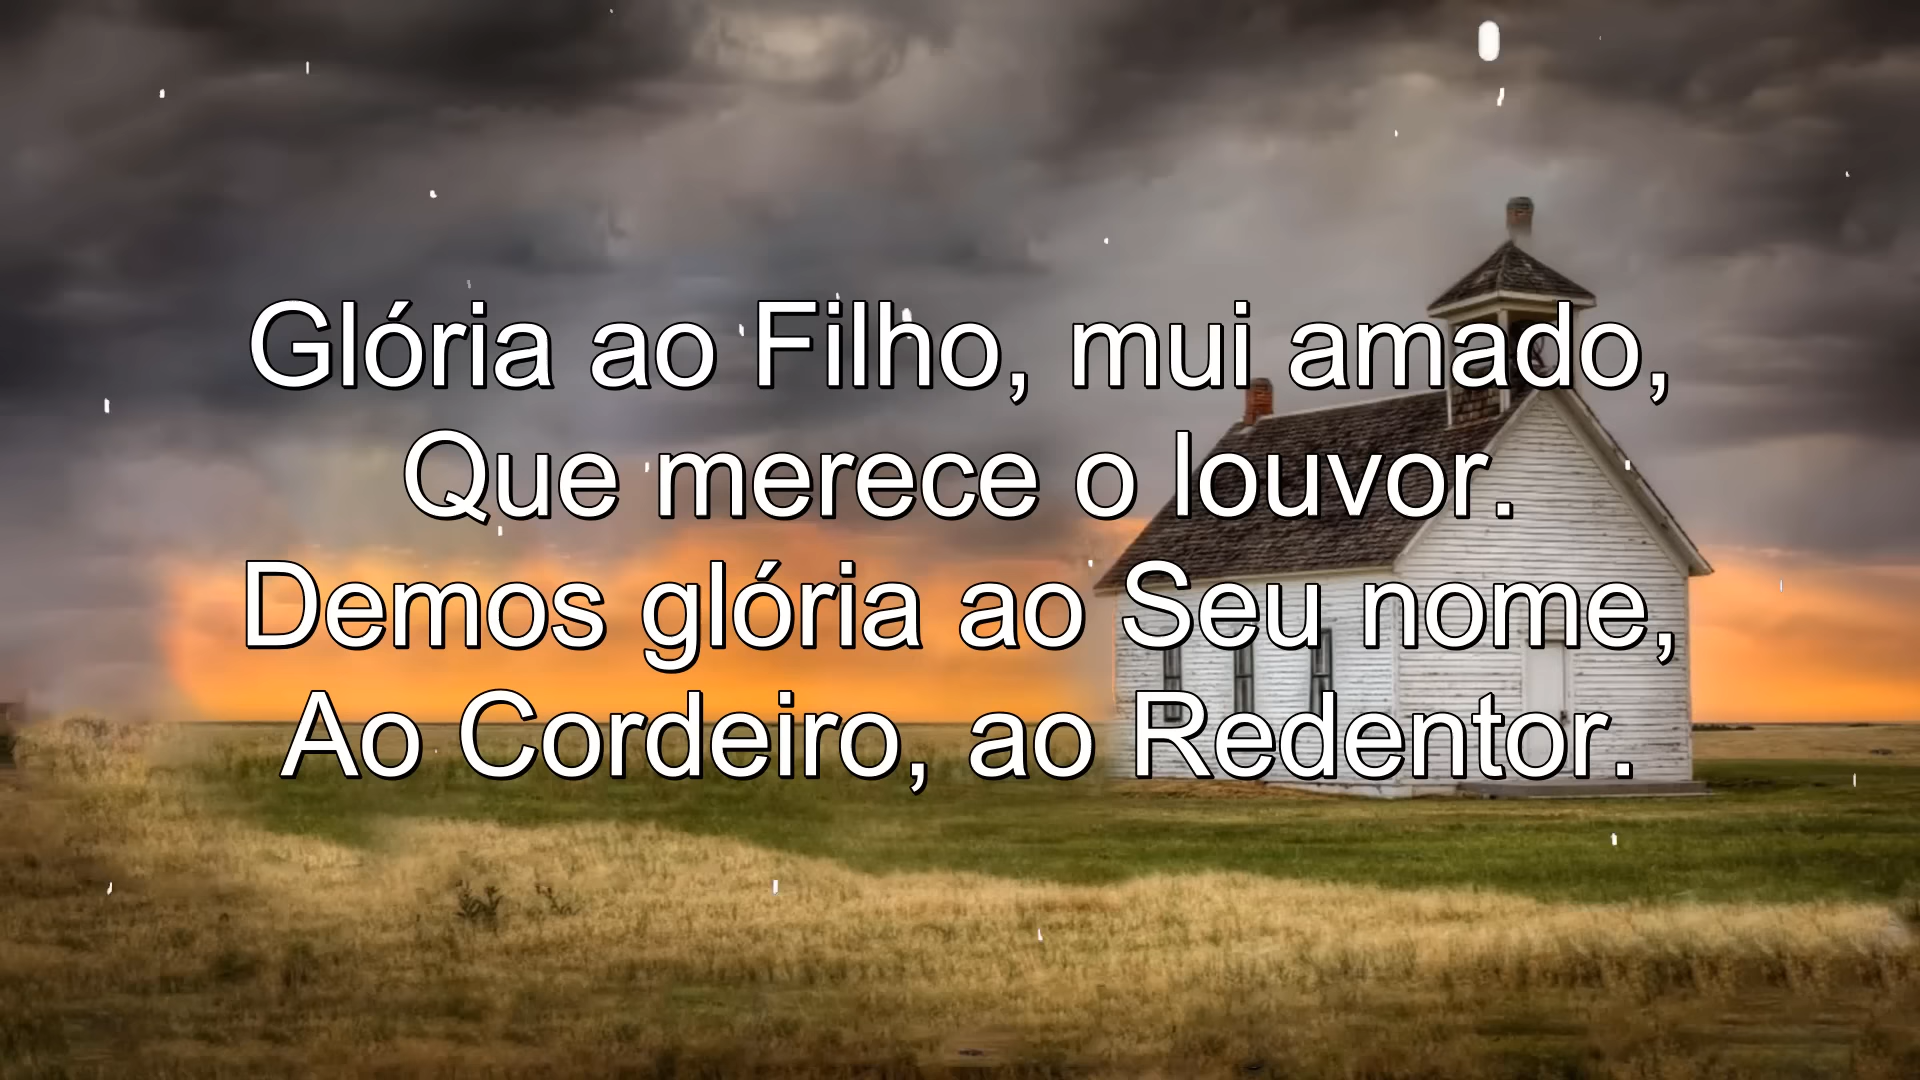 Glória ao Filho, mui amado,
Que merece o louvor.
Demos glória ao Seu nome,
Ao Cordeiro, ao Redentor.